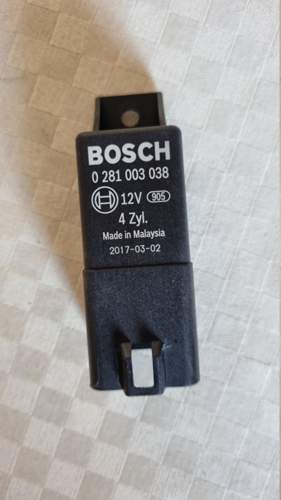 BOSCH
0 281 003 038
12V 905
4 Zyl.
Made in Malaysia
2017-03-02